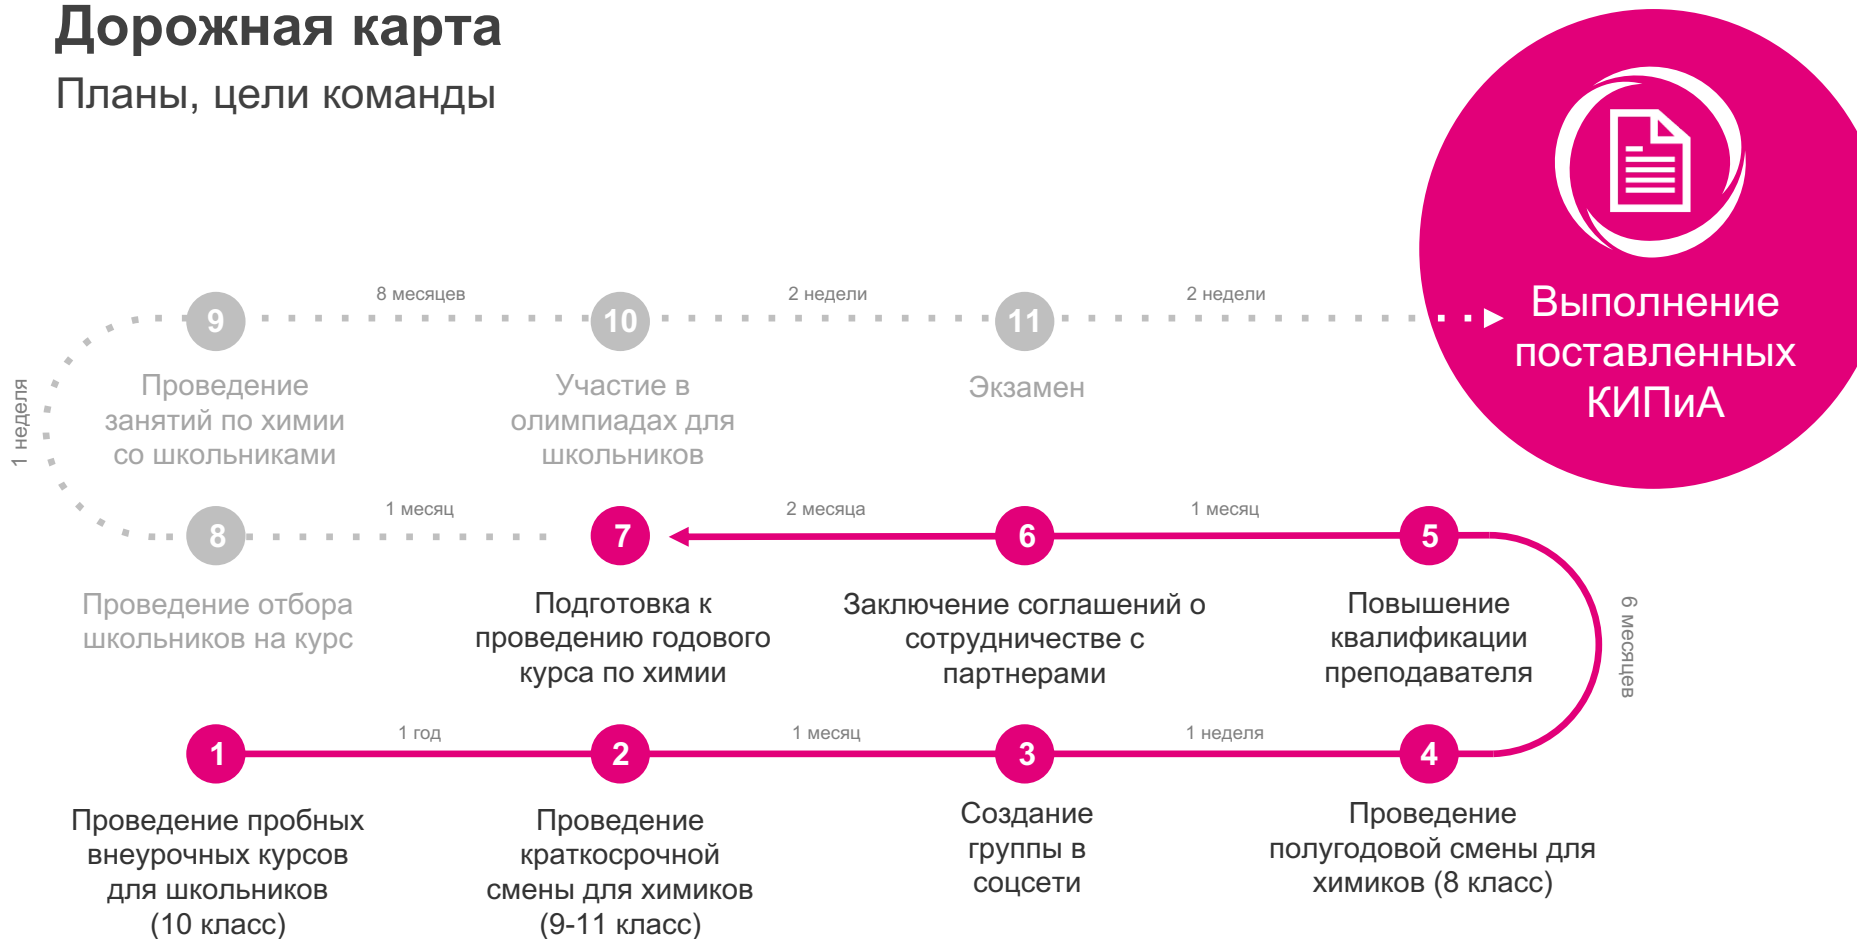 Дорожная карта
Планы, цели команды
Выполнение
поставленных
КИПиА
9
8 месяцев
10
2 недели
11
2 недели
Проведение
занятий по химии
со школьниками
Участие в
олимпиадах для
школьников
Экзамен
1 неделя
8
1 месяц
7
2 месяца
6
1 месяц
5
Проведение отбора
школьников на курс
Подготовка к
проведению годового
курса по химии
Заключение соглашений о
сотрудничестве с
партнерами
Повышение
квалификации
преподавателя
6 месяцев
1
1 год
2
1 месяц
3
1 неделя
4
Проведение пробных
внеурочных курсов
для школьников
(10 класс)
Проведение
краткосрочной
смены для химиков
(9-11 класс)
Создание
группы в
соцсети
Проведение
полугодовой смены для
химиков (8 класс)